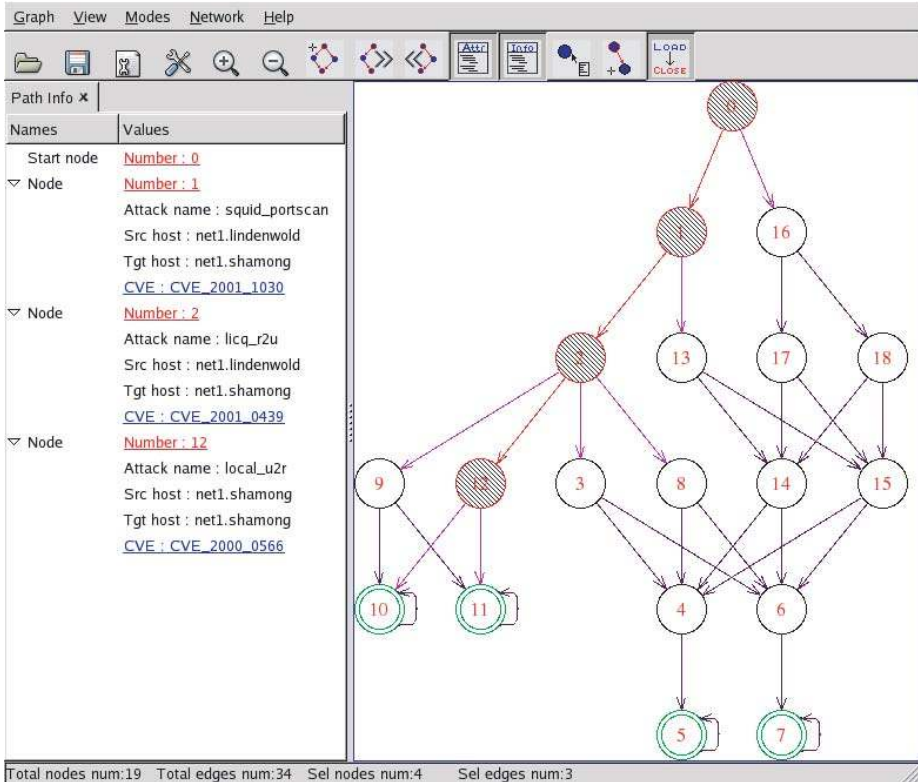 Graph View Modes Network Help
Attr
Info
E
LOAD
CLOSE
Path Info x
Names Values
Start node Number : 0
Node Number : 1
Attack name : squid_portscan
Src host : net1.lindenwold
Tgt host : net1.shamong
CVE : CVE_2001_1030
Node Number : 2
Attack name : licq_r2u
Src host : net1.lindenwold
Tgt host : net1.shamong
CVE : CVE_2001_0439
Node Number : 12
Attack name : local_u2r
Src host : net1.shamong
Tgt host : net1.shamong
CVE : CVE_2000_0566
0
1 16
2 13 17 18
9 12 3 8 14 15
10 11 4 6
5 7
Total nodes num:19 Total edges num:34 Sel nodes num:4 Sel edges num:3